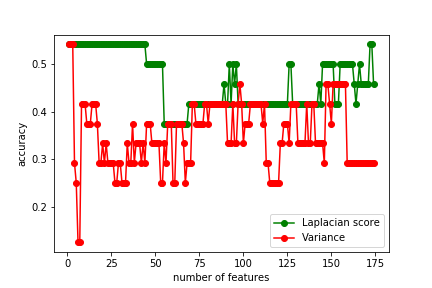 0.5
0.4
0.3
0.2
accuracy
0 25 50 75 100 125 150 175
number of features
Laplacian score
Variance